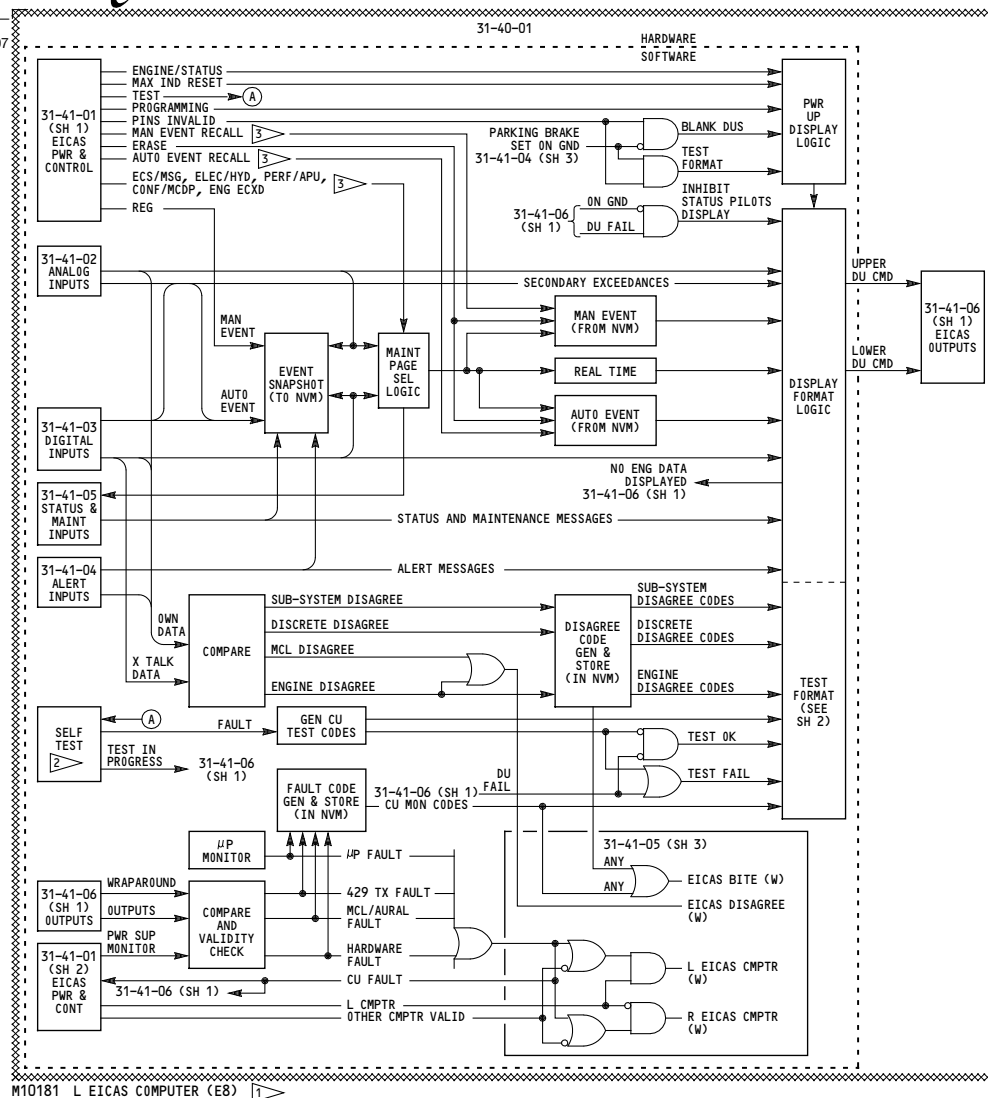 31-40-01
HARDWARE
SOFTWARE
07
31-41-01
(SH 1)
EICAS
PWR &
CONTROL
ENGINE/STATUS
MAX IND RESET
TEST
A
PROGRAMMING
PINS INVALID
MAN EVENT RECALL
3
ERASE
AUTO EVENT RECALL
3
ECS/MSG, ELEC/HYD, PERF/APU,
CONF/MCDP, ENG ECXD
3
REG
PARKING BRAKE
SET ON GND
31-41-04 (SH 3)
BLANK DUS
TEST
FORMAT
PWR
UP
DISPLAY
LOGIC
ON GND
31-41-06
(SH 1)
DU FAIL
INHIBIT
STATUS PILOTS
DISPLAY
31-41-02
ANALOG
INPUTS
SECONDARY EXCEEDANCES
UPPER
DU CMD
31-41-06
(SH 1)
EICAS
OUTPUTS
LOWER
DU CMD
MAN
EVENT
AUTO
EVENT
EVENT
SNAPSHOT
(TO NVM)
MAINT
PAGE
SEL
LOGIC
MAN EVENT
(FROM NVM)
REAL TIME
AUTO EVENT
(FROM NVM)
DISPLAY
FORMAT
LOGIC
31-41-03
DIGITAL
INPUTS
NO ENG DATA
DISPLAYED
31-41-06 (SH 1)
31-41-05
STATUS &
MAINT
INPUTS
STATUS AND MAINTENANCE MESSAGES
31-41-04
ALERT
INPUTS
ALERT MESSAGES
OWN
DATA
X TALK
DATA
COMPARE
SUB-SYSTEM DISAGREE
DISCRETE DISAGREE
MCL DISAGREE
ENGINE DISAGREE
DISAGREE
CODE
GEN &
STORE
(IN NVM)
SUB-SYSTEM
DISAGREE CODES
DISCRETE
DISAGREE CODES
ENGINE
DISAGREE CODES
TEST
FORMAT
(SEE
SH 2)
SELF
TEST
2
A
FAULT
TEST IN
PROGRESS
31-41-06
(SH 1)
GEN CU
TEST CODES
TEST OK
TEST FAIL
DU
FAIL
31-41-06 (SH 1)
CU MON CODES
FAULT CODE
GEN & STORE
(IN NVM)
μP
MONITOR
μP FAULT
31-41-05 (SH 3)
ANY
ANY
EICAS BITE (W)
EICAS DISAGREE
(W)
31-41-06
(SH 1)
OUTPUTS
WRAPAROUND
OUTPUTS
PWR SUP
MONITOR
COMPARE
AND
VALIDITY
CHECK
429 TX FAULT
MCL/AURAL
FAULT
HARDWARE
FAULT
31-41-01
(SH 2)
EICAS
PWR &
CONT
31-41-06 (SH 1)
CU FAULT
L CMPTR
OTHER CMPTR VALID
L EICAS CMPTR
(W)
R EICAS CMPTR
(W)
M10181 L EICAS COMPUTER (E8)
1